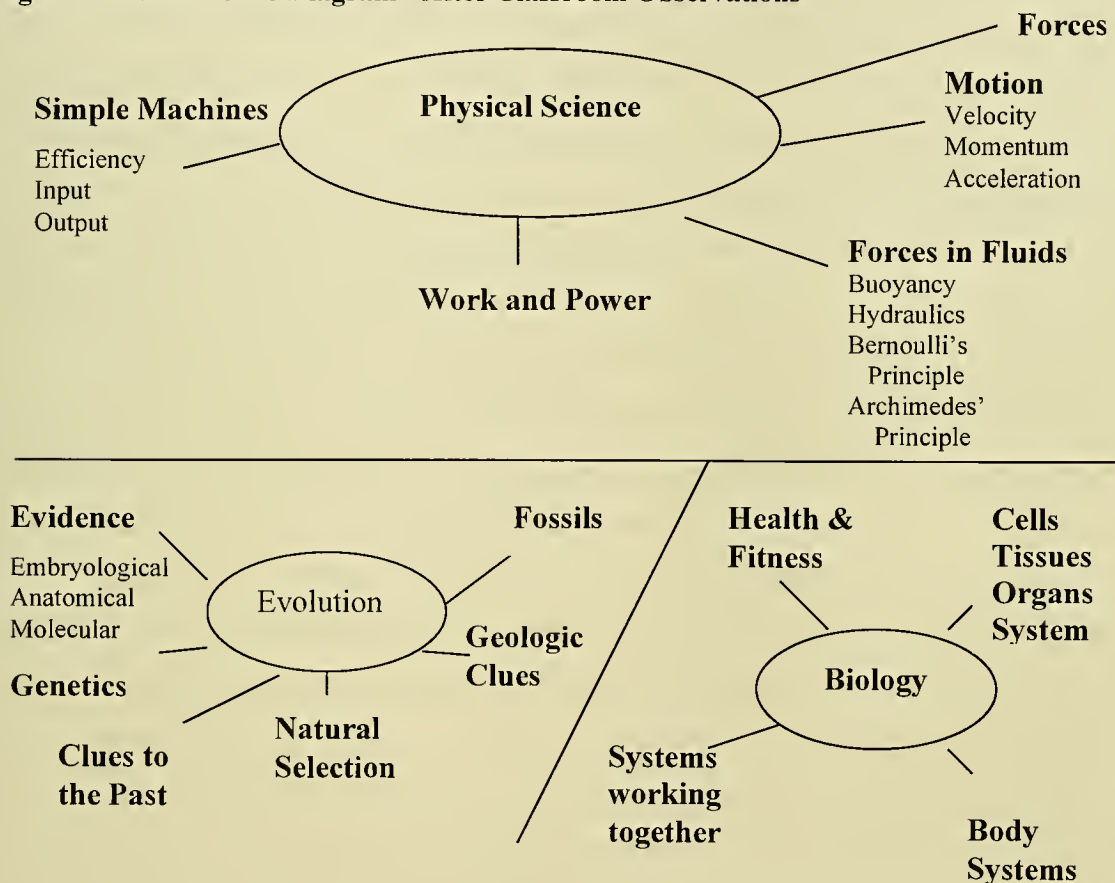 Forces
Physical Science
Motion
Velocity
Momentum
Acceleration
Simple Machines
Efficiency
Input
Output
Forces in Fluids
Buoyancy
Hydraulics
Bernoulli's
Principle
Archimedes'
Principle
Work and Power
Evidence
Embryological
Anatomical
Molecular
Fossils
Evolution
Geologic
Clues
Genetics
Clues to
the Past
Natural
Selection
Health &
Fitness
Cells
Tissues
Organs
System
Biology
Systems
working
together
Body
Systems